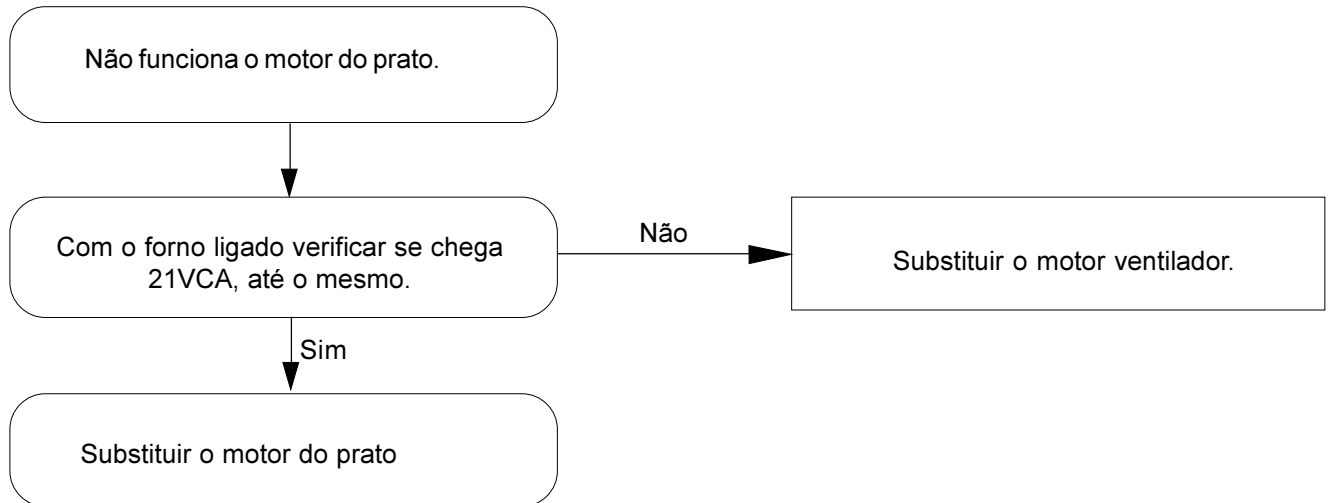 Não funciona o motor do prato.
Com o forno ligado verificar se chega
21VCA, até o mesmo.
Não
Substituir o motor ventilador.
Sim
Substituir o motor do prato